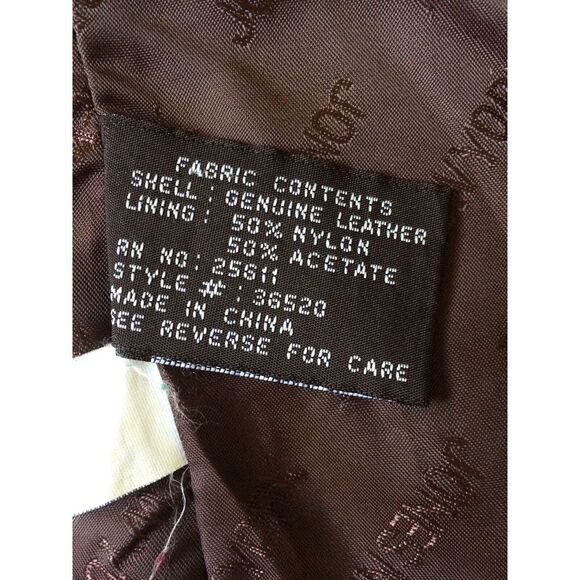 FABRIC CONTENTS
SHELL : GENUINE LEATHER
LINING : 50% NYLON
50% ACETATE
RN NO: 25611
STYLE #: 36520
MADE IN CHINA
SEE REVERSE FOR CARE
JONES